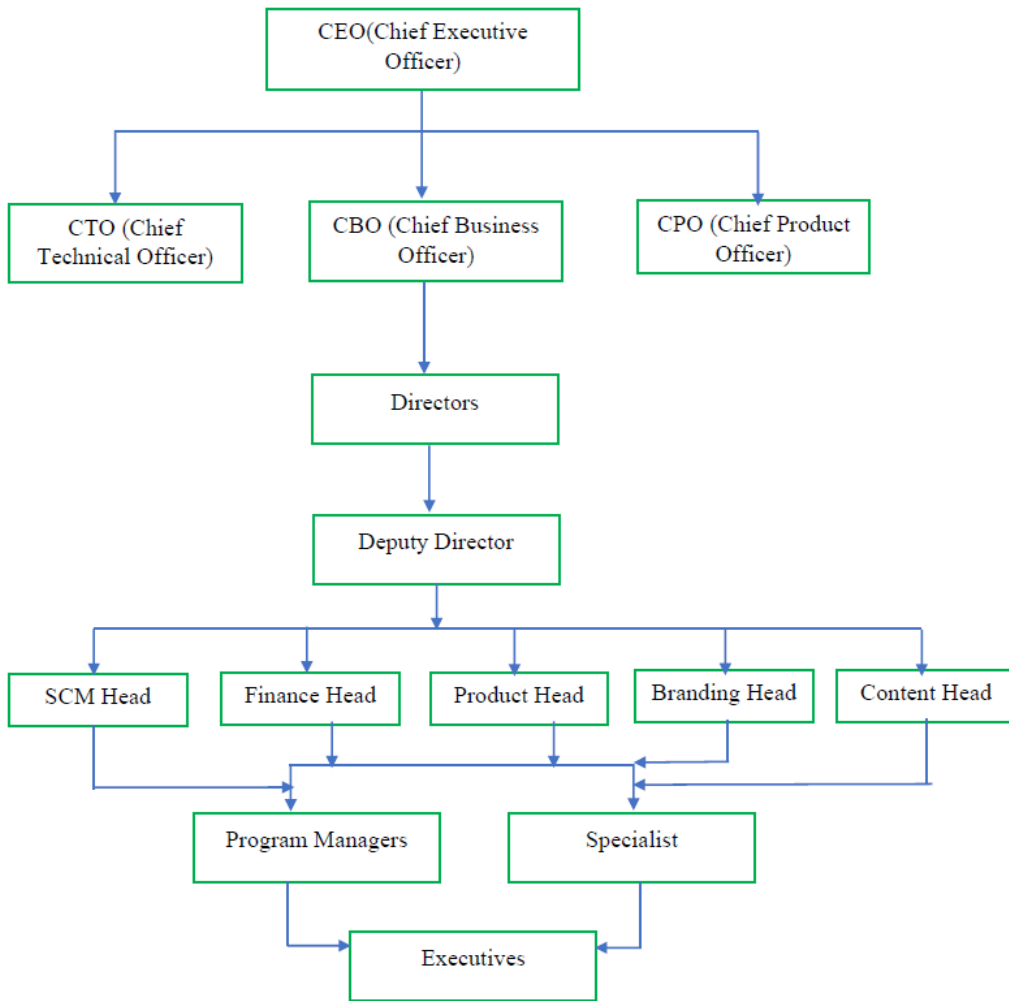 CEO(Chief Executive
Officer)
CTO (Chief
Technical Officer)
CBO (Chief Business
Officer)
CPO (Chief Product
Officer)
Directors
Deputy Director
SCM Head
Finance Head
Product Head
Branding Head
Content Head
Program Managers
Specialist
Executives